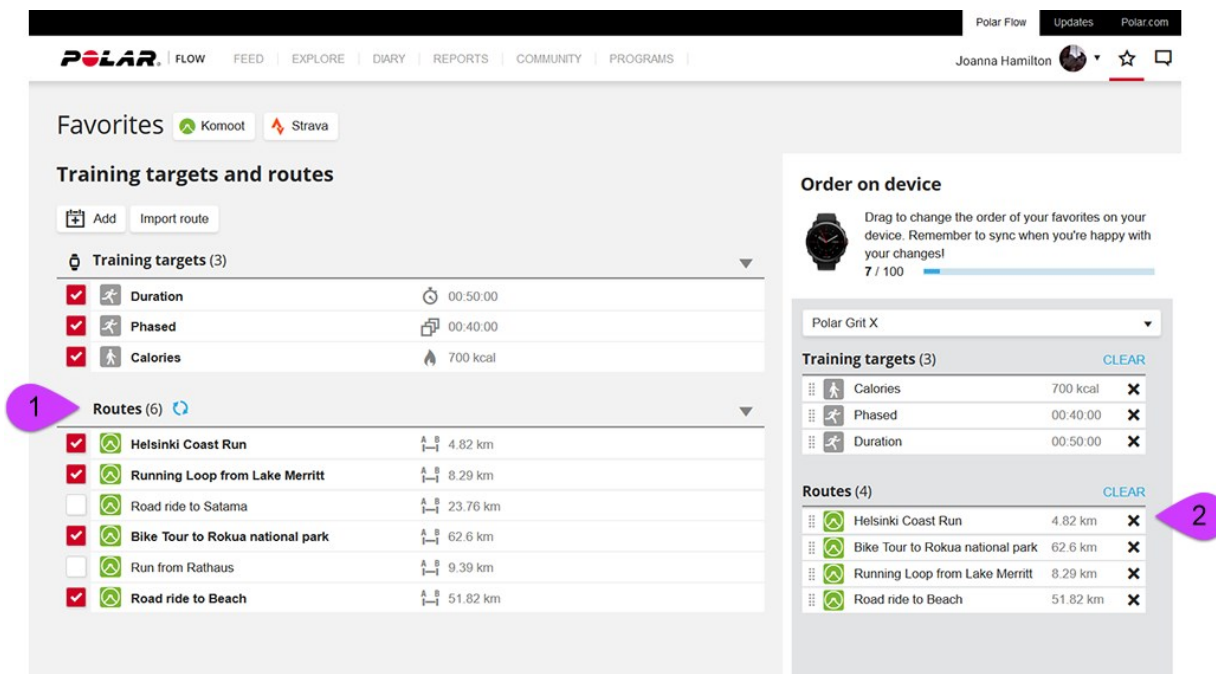 Polar Flow Updates Polar.com
POLAR. FLOW FEED EXPLORE DIARY REPORTS COMMUNITY PROGRAMS Joanna Hamilton
Favorites Komoot Strava
Training targets and routes
Add Import route
Training targets (3)
Duration 00:50:00
Phased 00:40:00
Calories 700 kcal
1
Routes (6)
Helsinki Coast Run A B 4.82 km
Running Loop from Lake Merritt A B 8.29 km
Road ride to Satama A B 23.76 km
Bike Tour to Rokua national park A B 62.6 km
Run from Rathaus A B 9.39 km
Road ride to Beach A B 51.82 km
Order on device
Drag to change the order of your favorites on your
device. Remember to sync when you're happy with
your changes!
7 / 100
Polar Grit X
Training targets (3) CLEAR
Calories 700 kcal
Phased 00:40:00
Duration 00:50:00
Routes (4) CLEAR
Helsinki Coast Run 4.82 km
2
Bike Tour to Rokua national park 62.6 km
Running Loop from Lake Merritt 8.29 km
Road ride to Beach 51.82 km